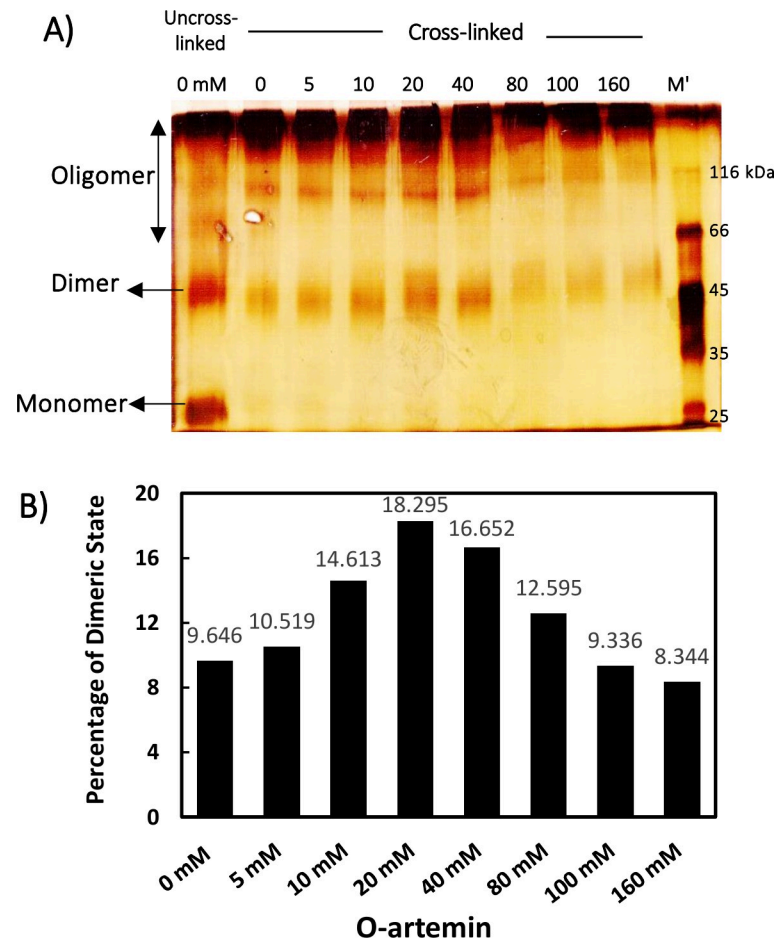 A)
Uncross-
linked
Cross-linked
0 mM 0 5 10 20 40 80 100 160 M'
Oligomer
116 kDa
66
Dimer
45
35
Monomer
25
B)
Percentage of Dimeric State
20
16
12
8
4
0
9.646
10.519
14.613
18.295
16.652
12.595
9.336
8.344
0 mM
5 mM
10 mM
20 mM
40 mM
80 mM
100 mM
160 mM
O-artemin